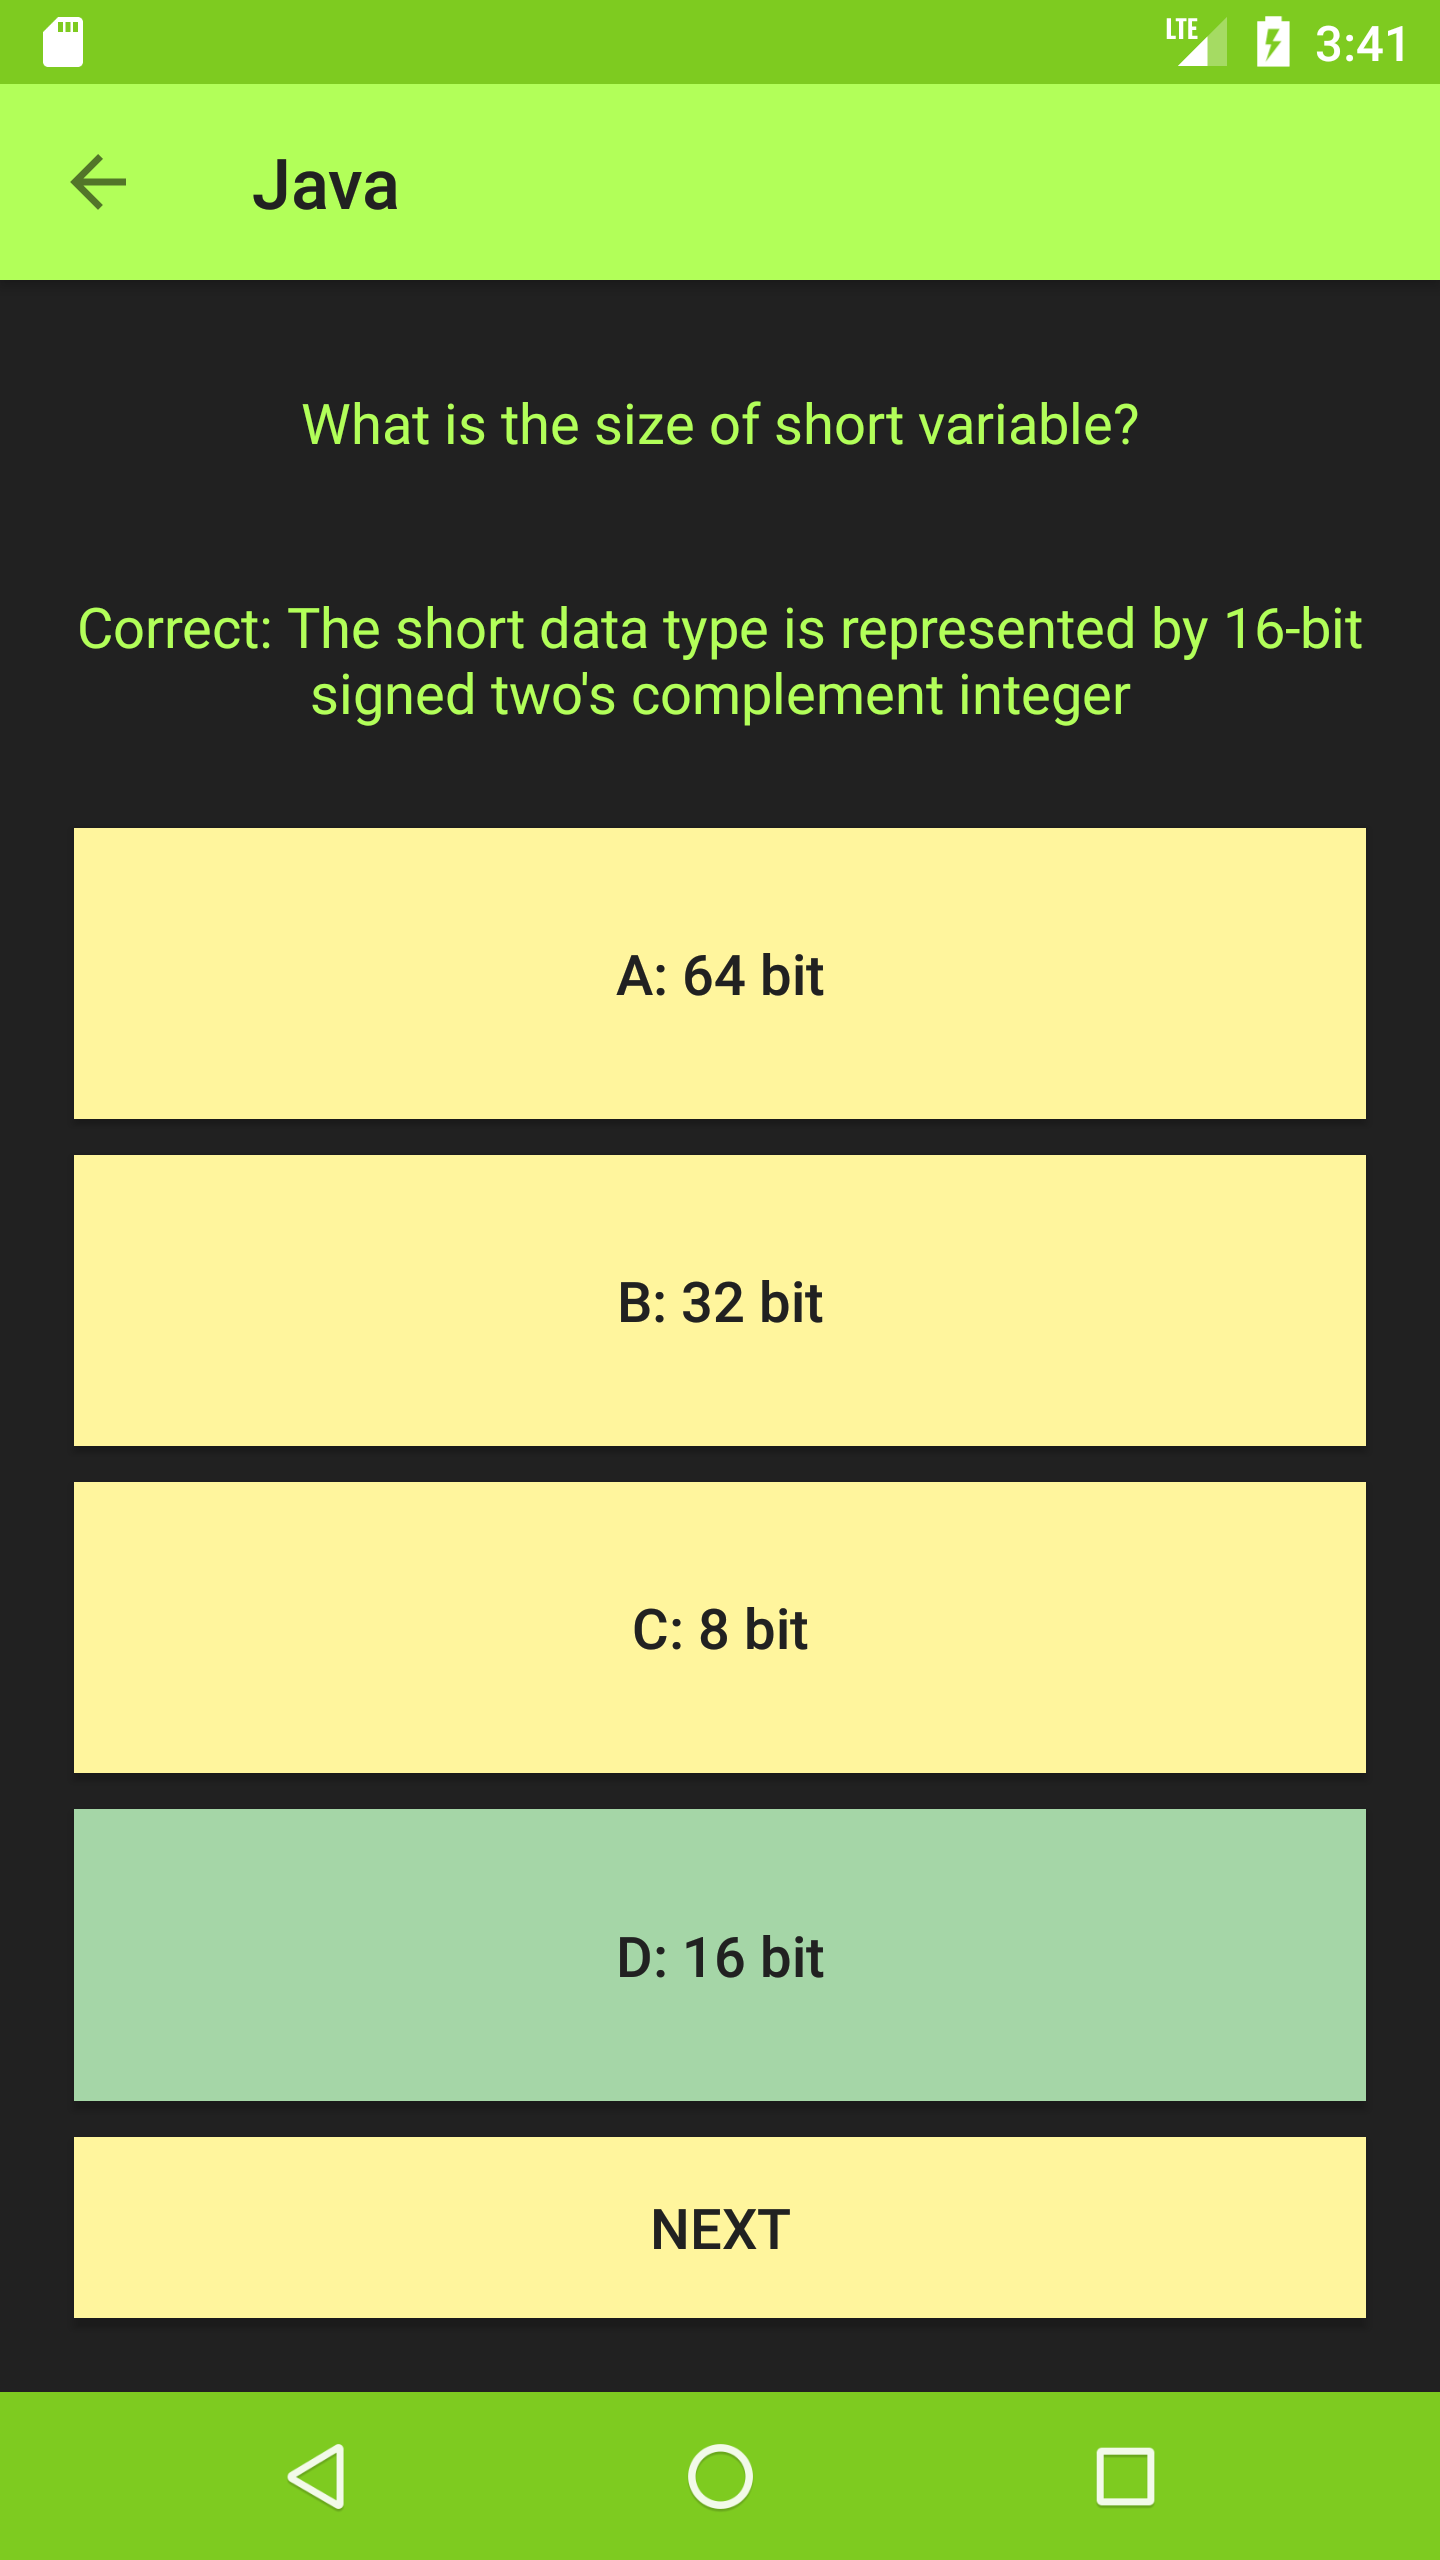 LTE 3:41
Java
What is the size of short variable?
Correct: The short data type is represented by 16-bit
signed two's complement integer
A: 64 bit
B: 32 bit
C: 8 bit
D: 16 bit
NEXT